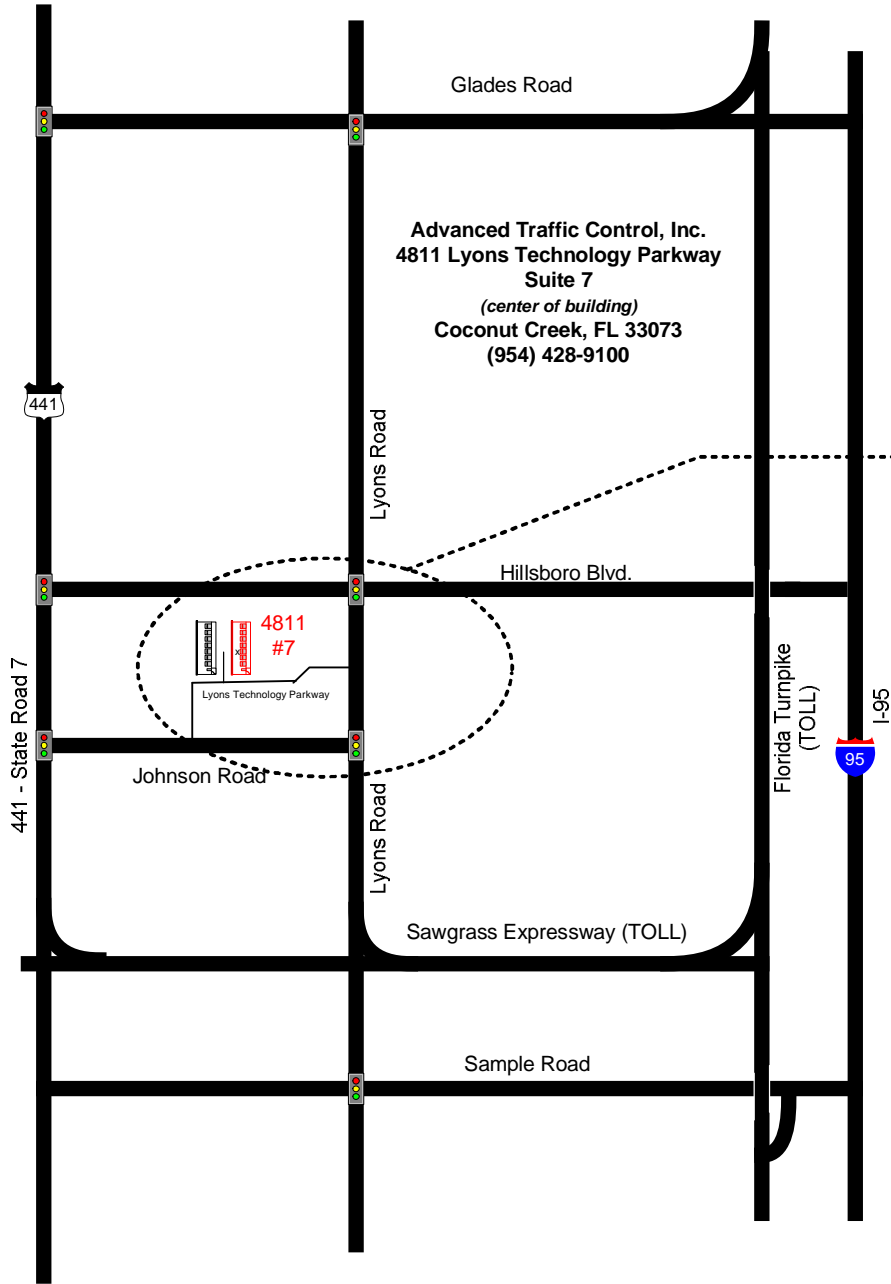 Glades Road
Advanced Traffic Control, Inc.
4811 Lyons Technology Parkway
Suite 7
(center of building)
Coconut Creek, FL 33073
(954) 428-9100
441
Lyons Road
Hillsboro Blvd.
4811
#7
x
Lyons Technology Parkway
441 - State Road 7
Florida Turnpike
(TOLL)
I-95
95
Johnson Road
Lyons Road
Sawgrass Expressway (TOLL)
Sample Road